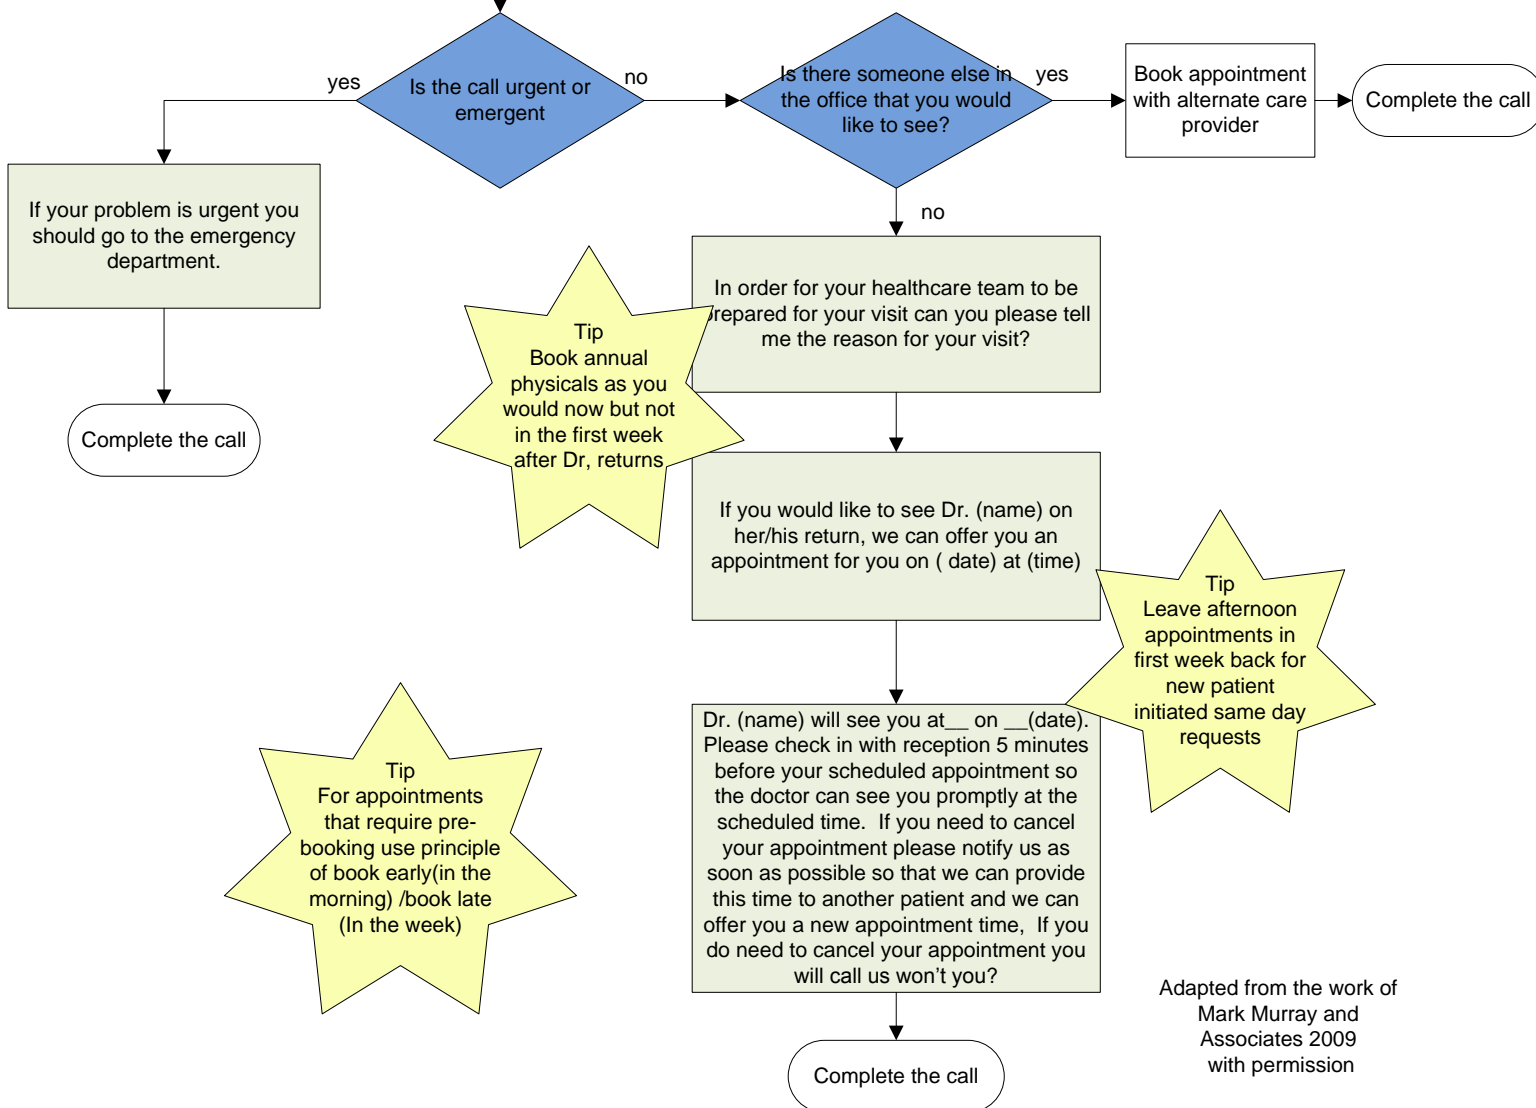 yes
Is the call urgent or
emergent
no
Is there someone else in
the office that you would
like to see?
yes
Book appointment
with alternate care
provider
Complete the call
If your problem is urgent you
should go to the emergency
department.
no
In order for your healthcare team to be
prepared for your visit can you please tell
me the reason for your visit?
Tip
Book annual
physicals as you
would now but not
in the first week
after Dr, returns
Complete the call
If you would like to see Dr. (name) on
her/his return, we can offer you an
appointment for you on ( date) at (time)
Tip
Leave afternoon
appointments in
first week back for
new patient
initiated same day
requests
Dr. (name) will see you at__ on __(date).
Please check in with reception 5 minutes
before your scheduled appointment so
the doctor can see you promptly at the
scheduled time.  If you need to cancel
your appointment please notify us as
soon as possible so that we can provide
this time to another patient and we can
offer you a new appointment time,  If you
do need to cancel your appointment you
will call us won’t you?
Tip
For appointments
that require pre-
booking use principle
of book early(in the
morning) /book late
(In the week)
Adapted from the work of
Mark Murray and
Associates 2009
with permission
Complete the call